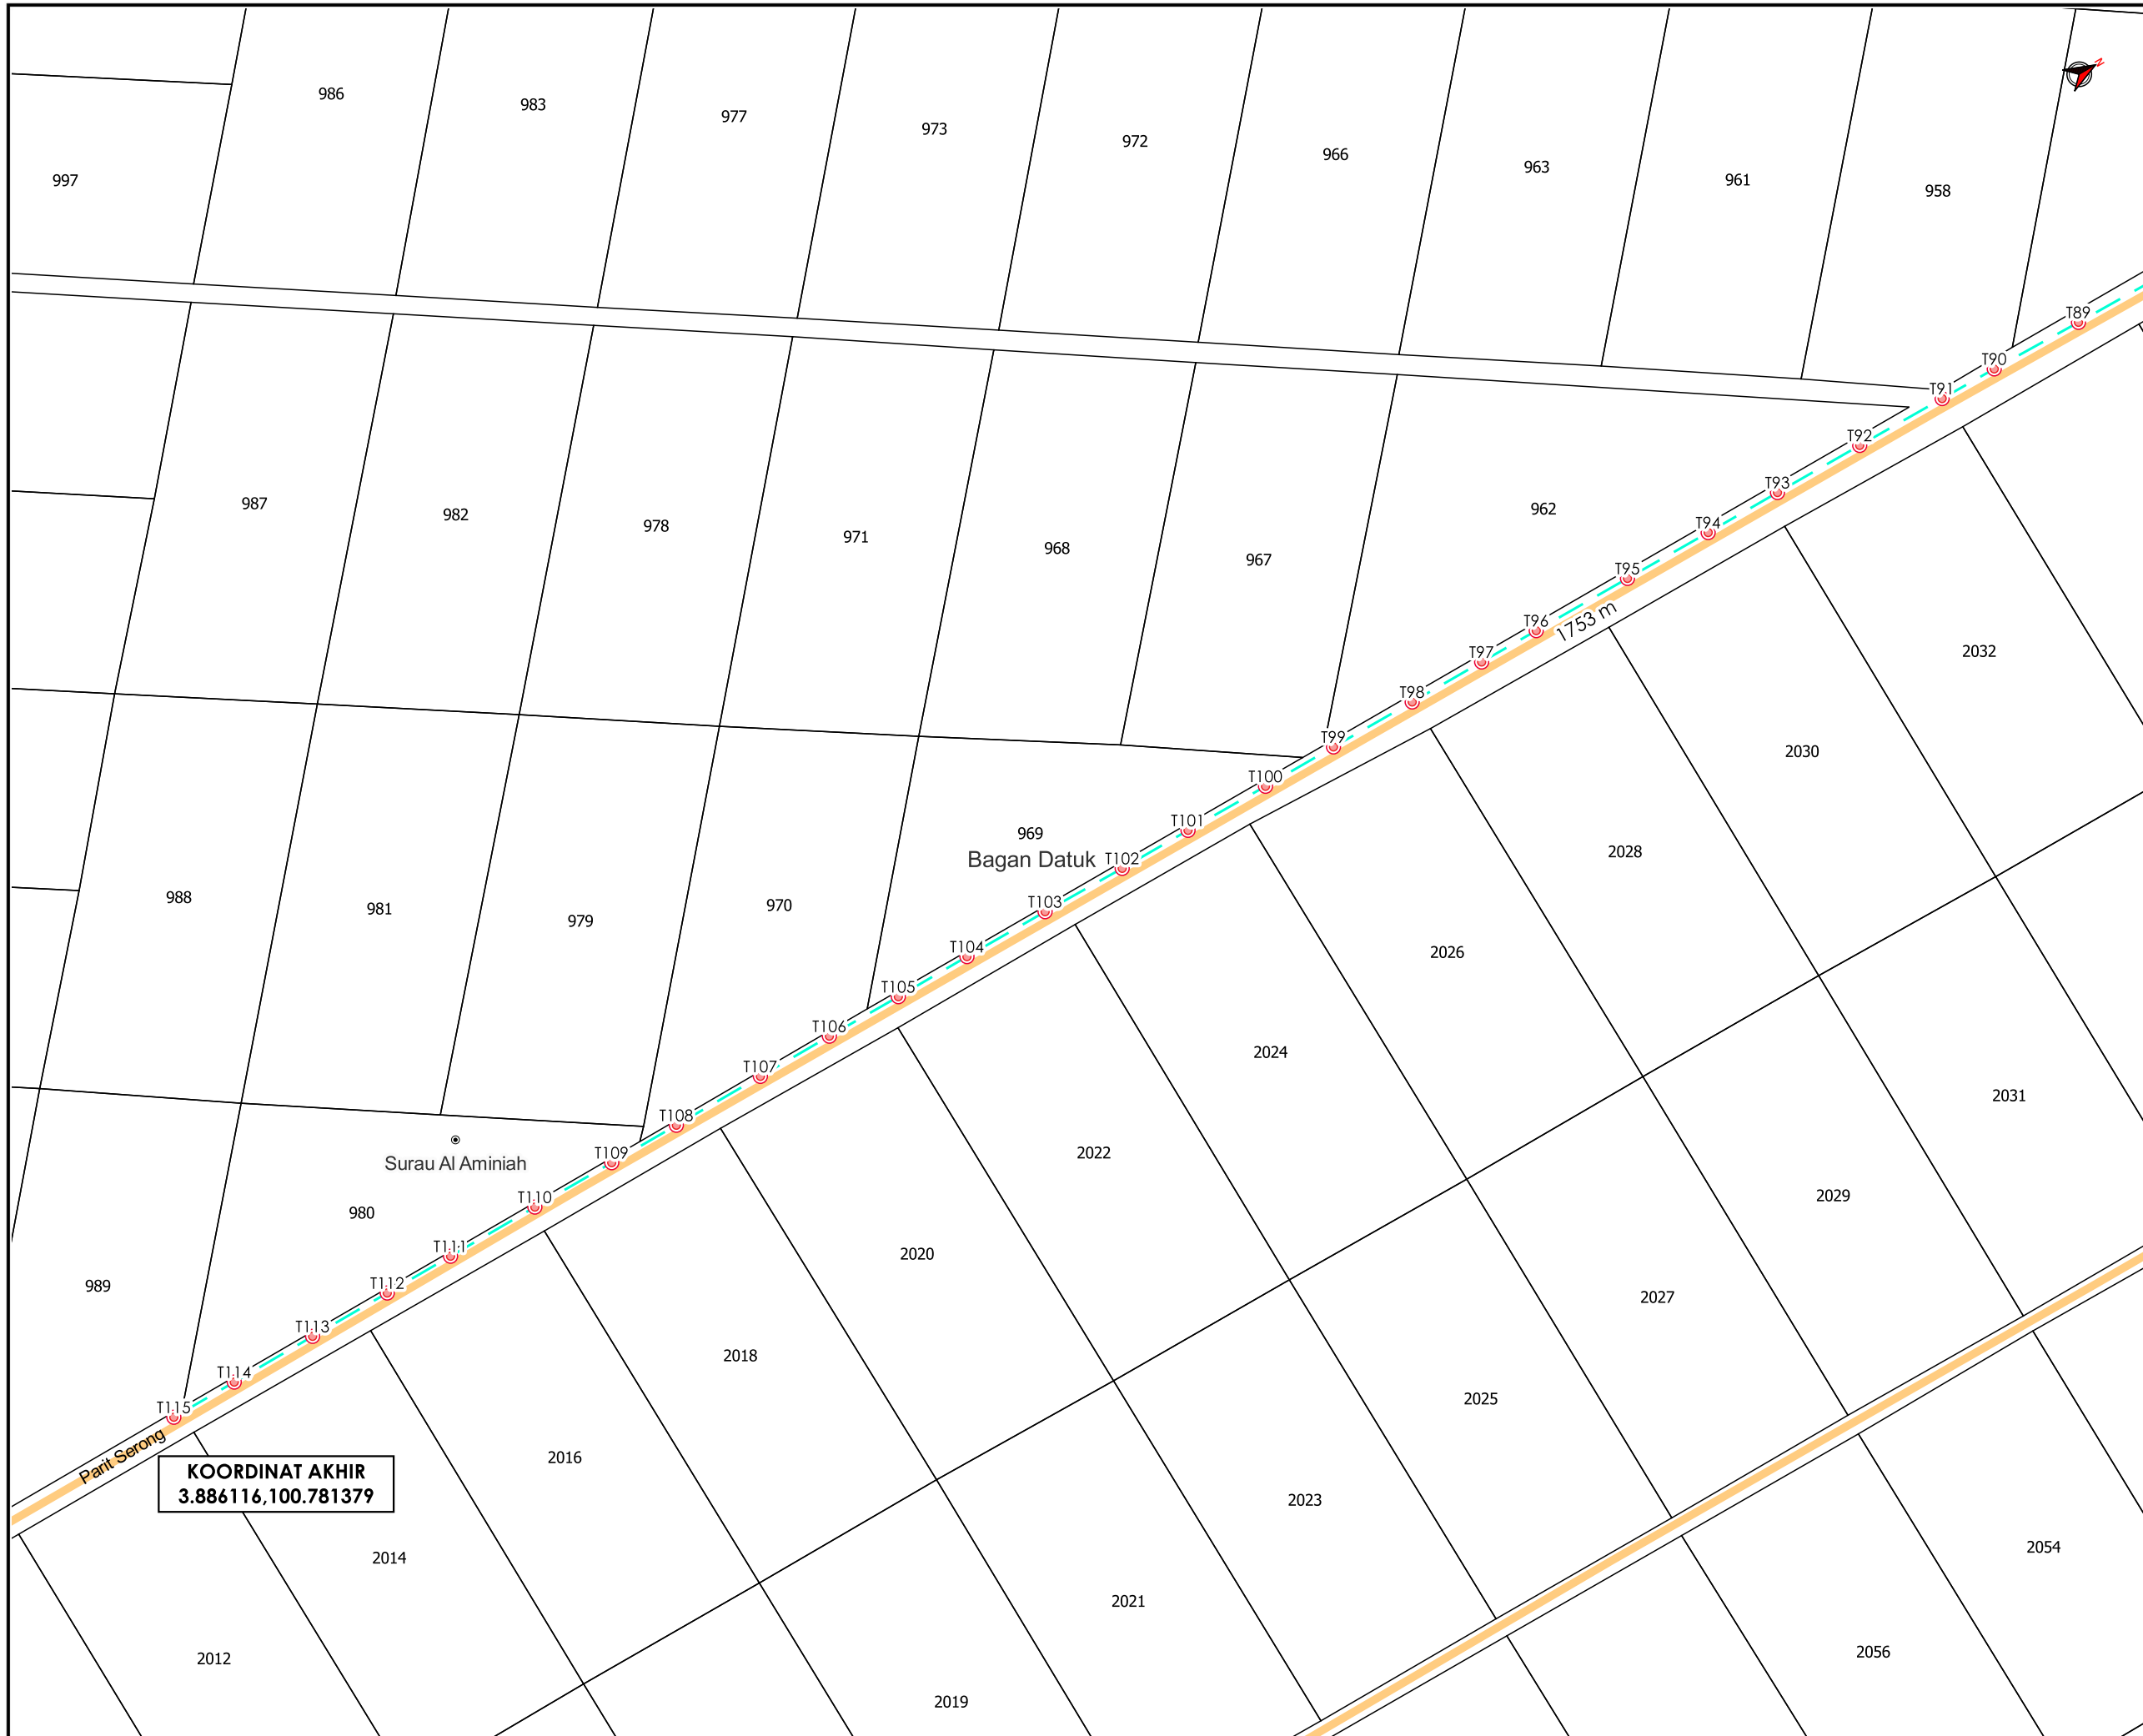 986
983
977
973
972
966
963
961
958
997
N
T89
T90
T91
T92
T93
T94
T95
T96
1753 m
T97
T98
T99
T100
T101
T102
T103
T104
T105
T106
T107
T108
T109
T110
T111
T112
T113
T114
T115
987
982
978
971
968
967
962
2032
2030
969
Bagan Datuk
2028
988
981
979
970
2026
2024
2031
Surau Al Aminiah
980
2022
2029
989
2020
2027
2018
2025
Parit Serong
KOORDINAT AKHIR
3.886116,100.781379
2016
2023
2014
2054
2021
2012
2056
2019